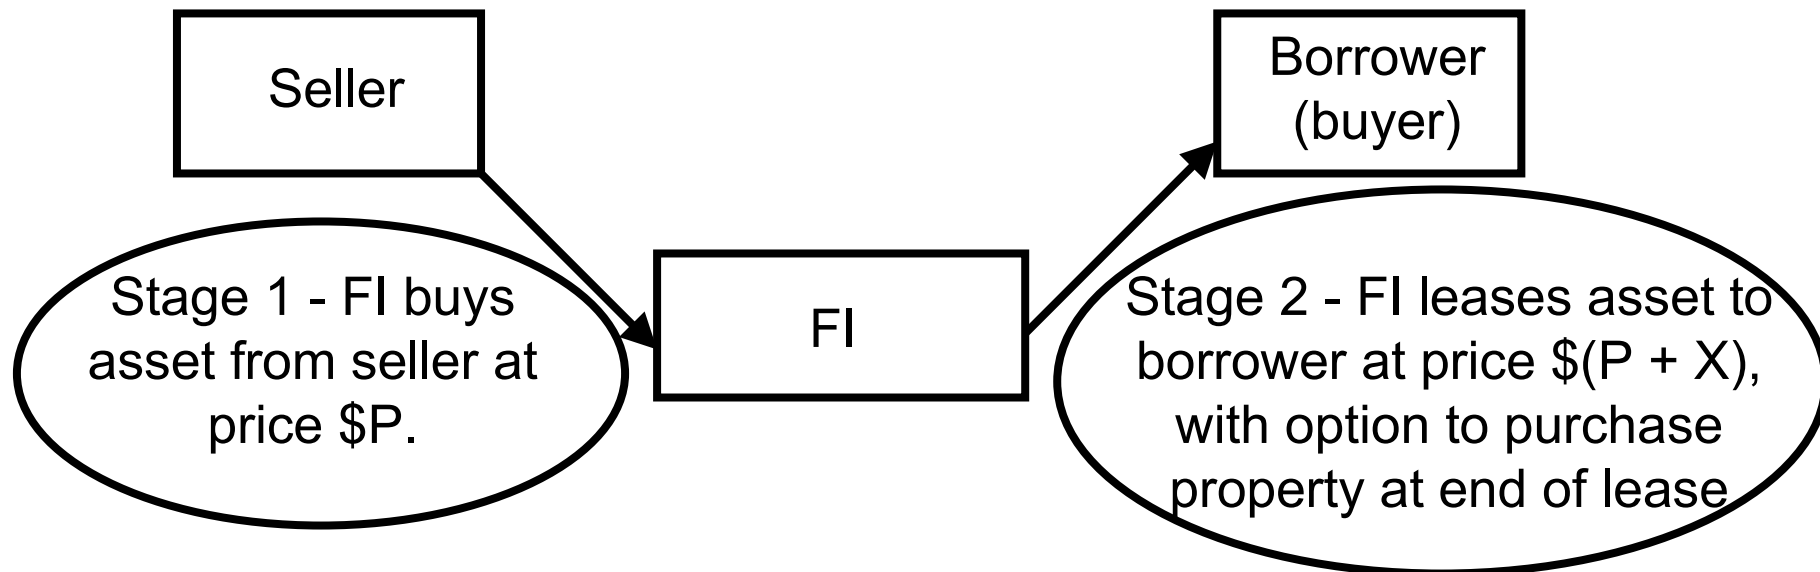 Seller
Borrower
(buyer)
Stage 1 - FI buys
asset from seller at
price $P.
FI
Stage 2 - FI leases asset to
borrower at price $(P + X),
with option to purchase
property at end of lease